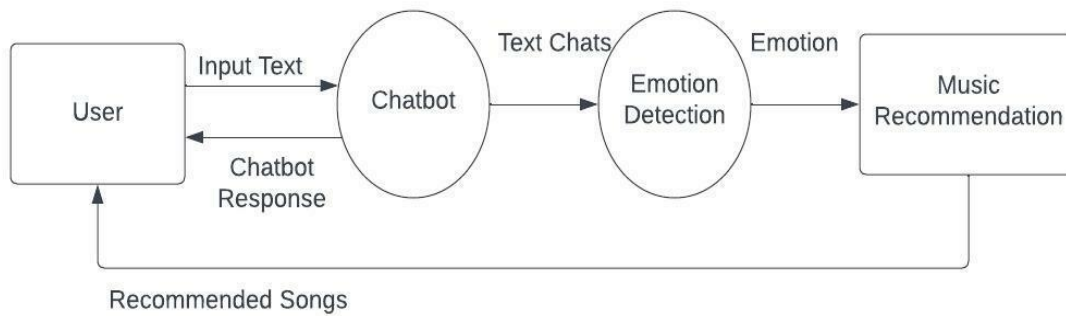 User
Input Text
Chatbot
Response
Chatbot
Text Chats
Emotion
Detection
Emotion
Music
Recommendation
Recommended Songs